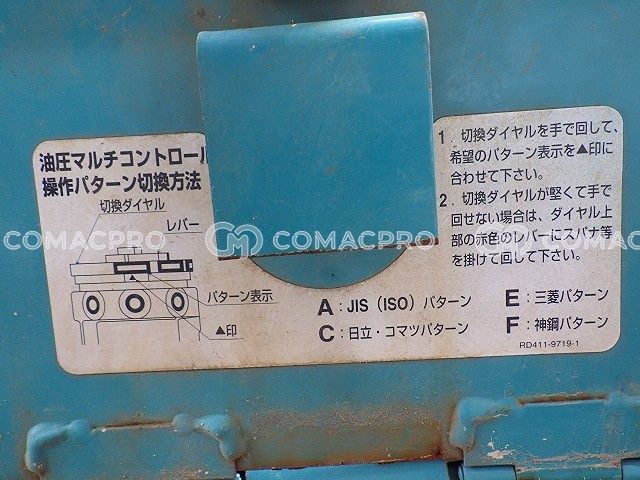 油圧マルチコントロール
操作パターン切換方法
切換ダイヤル
レバー
パターン表示
▲印
1. 切換ダイヤルを手で回して、
希望のパターン表示を▲印に
合わせて下さい。
2. 切換ダイヤルが堅くて手で
回せない場合は、ダイヤル上
部の赤色のレバーにスパナ等
を掛けて回して下さい。
A：JIS（ISO）パターン
C：日立・コマツパターン
E：三菱パターン
F：神鋼パターン
RD411-9719-1
COMACPRO
COMACPRO
COMACPRO